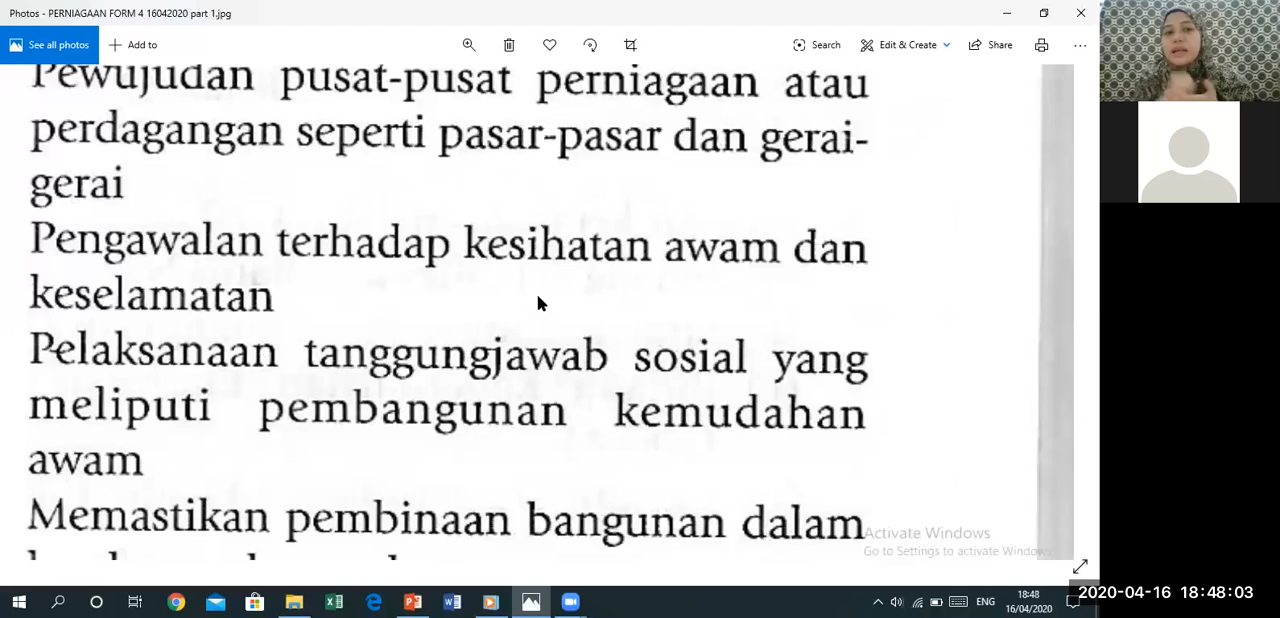 Photos - PERNIAGAAN FORM 4 16042020 part 1.jpg
See all photos
Add to
Search
Edit & Create
Share
Pewujudan pusat-pusat perniagaan atau
perdagangan seperti pasar-pasar dan gerai-
gerai
Pengawalan terhadap kesihatan awam dan
keselamatan
Pelaksanaan tanggungjawab sosial yang
meliputi pembangunan kemudahan
awam
Memastikan pembinaan bangunan dalam
Activate Windows
Go to Settings to activate Windows
ENG
18:48
16/04/2020
2020-04-16 18:48:03